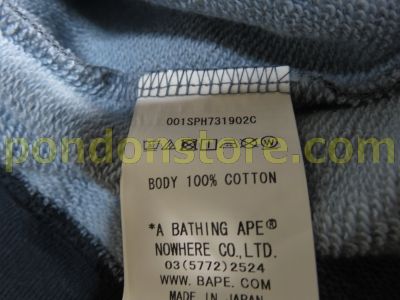 001SPH731902C
pondonstore.com
BODY 100% COTTON
*A BATHING APE®
NOWHERE CO.,LTD.
03(5772)2524
WWW.BAPE.COM
MADE IN JAPAN